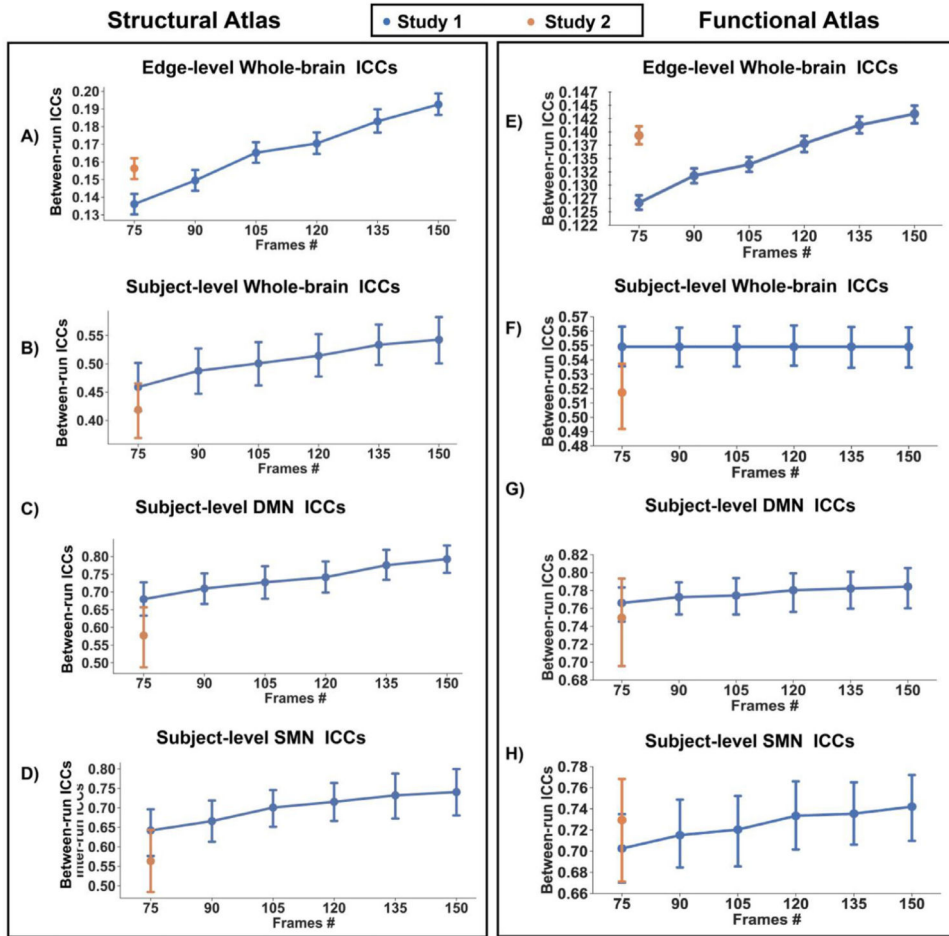 Structural Atlas
Study 1 Study 2
Functional Atlas
A)
Edge-level Whole-brain ICCs
Between-run ICCs
0.20
0.19
0.18
0.17
0.16
0.15
0.14
0.13
75 90 105 120 135 150
Frames #
B)
Subject-level Whole-brain ICCs
Between-run ICCs
0.55
0.50
0.45
0.40
75 90 105 120 135 150
Frames #
C)
Subject-level DMN ICCs
Between-run ICCs
0.80
0.75
0.70
0.65
0.60
0.55
0.50
75 90 105 120 135 150
Frames #
D)
Subject-level SMN ICCs
Between-run ICCs
Inter-run ICCs
0.80
0.75
0.70
0.65
0.60
0.55
0.50
75 90 105 120 135 150
Frames #
E)
Edge-level Whole-brain ICCs
Between-run ICCs
0.147
0.145
0.142
0.140
0.137
0.135
0.132
0.130
0.127
0.125
0.122
75 90 105 120 135 150
Frames #
F)
Subject-level Whole-brain ICCs
Between-run ICCs
0.57
0.56
0.55
0.53
0.52
0.51
0.50
0.49
0.48
75 90 105 120 135 150
Frames #
G)
Subject-level DMN ICCs
Between-run ICCs
0.82
0.80
0.78
0.76
0.74
0.72
0.70
0.68
75 90 105 120 135 150
Frames #
H)
Subject-level SMN ICCs
Between-run ICCs
0.78
0.76
0.74
0.72
0.70
0.68
0.66
75 90 105 120 135 150
Frames #